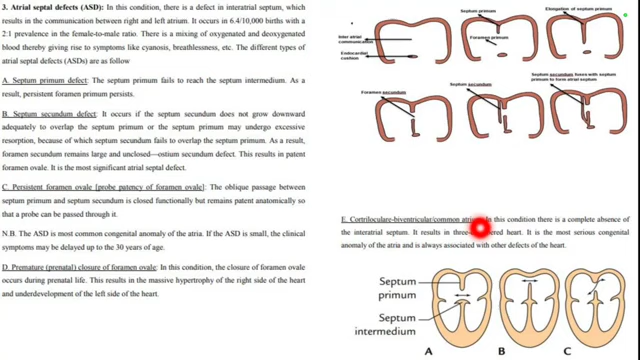 3. Atrial septal defects (ASD): In this condition, there is a defect in interatrial septum, which
results in the communication between right and left atrium. It occurs in 6.4/10,000 births with a
2:1 prevalence in the female-to-male ratio. There is a mixing of oxygenated and deoxygenated
blood thereby giving rise to symptoms like cyanosis, breathlessness, etc. The different types of
atrial septal defects (ASDs) are as follow
A. Septum primum defect: The septum primum fails to reach the septum intermedium. As a
result, persistent foramen primum persists.
B. Septum secundum defect: It occurs if the septum secundum does not grow downward
adequately to overlap the septum primum or the septum primum may undergo excessive
resorption, because of which septum secundum fails to overlap the septum primum. As a result,
foramen secundum remains large and unclosed–ostium secundum defect. This results in patent
foramen ovale. It is the most significant atrial septal defect.
C. Persistent foramen ovale [probe patency of foramen ovale]: The oblique passage between
septum primum and septum secundum is closed functionally but remains patent anatomically so
that a probe can be passed through it.
N.B. The ASD is most common congenital anomaly of the atria. If the ASD is small, the clinical
symptoms may be delayed up to the 30 years of age.
D. Premature (prenatal) closure of foramen ovale: In this condition, the closure of foramen ovale
occurs during prenatal life. This results in the massive hypertrophy of the right side of the heart
and underdevelopment of the left side of the heart.
Inter atrial
communication
Endocardial
cushion
Septum primum
Foramen primum
Elongation of septum primum
Foramen secundum
Septum secundum
Septum secundum fuses with septum
primum to form atrial septum
E. Cortriloculare-biventricular/common atrium: In this condition there is a complete absence of
the interatrial septum. It results in three- heart. It is the most serious congenital
anomaly of the atria and is always associated with other defects of the heart.
Septum
primum
Septum
intermedium
A
B
C